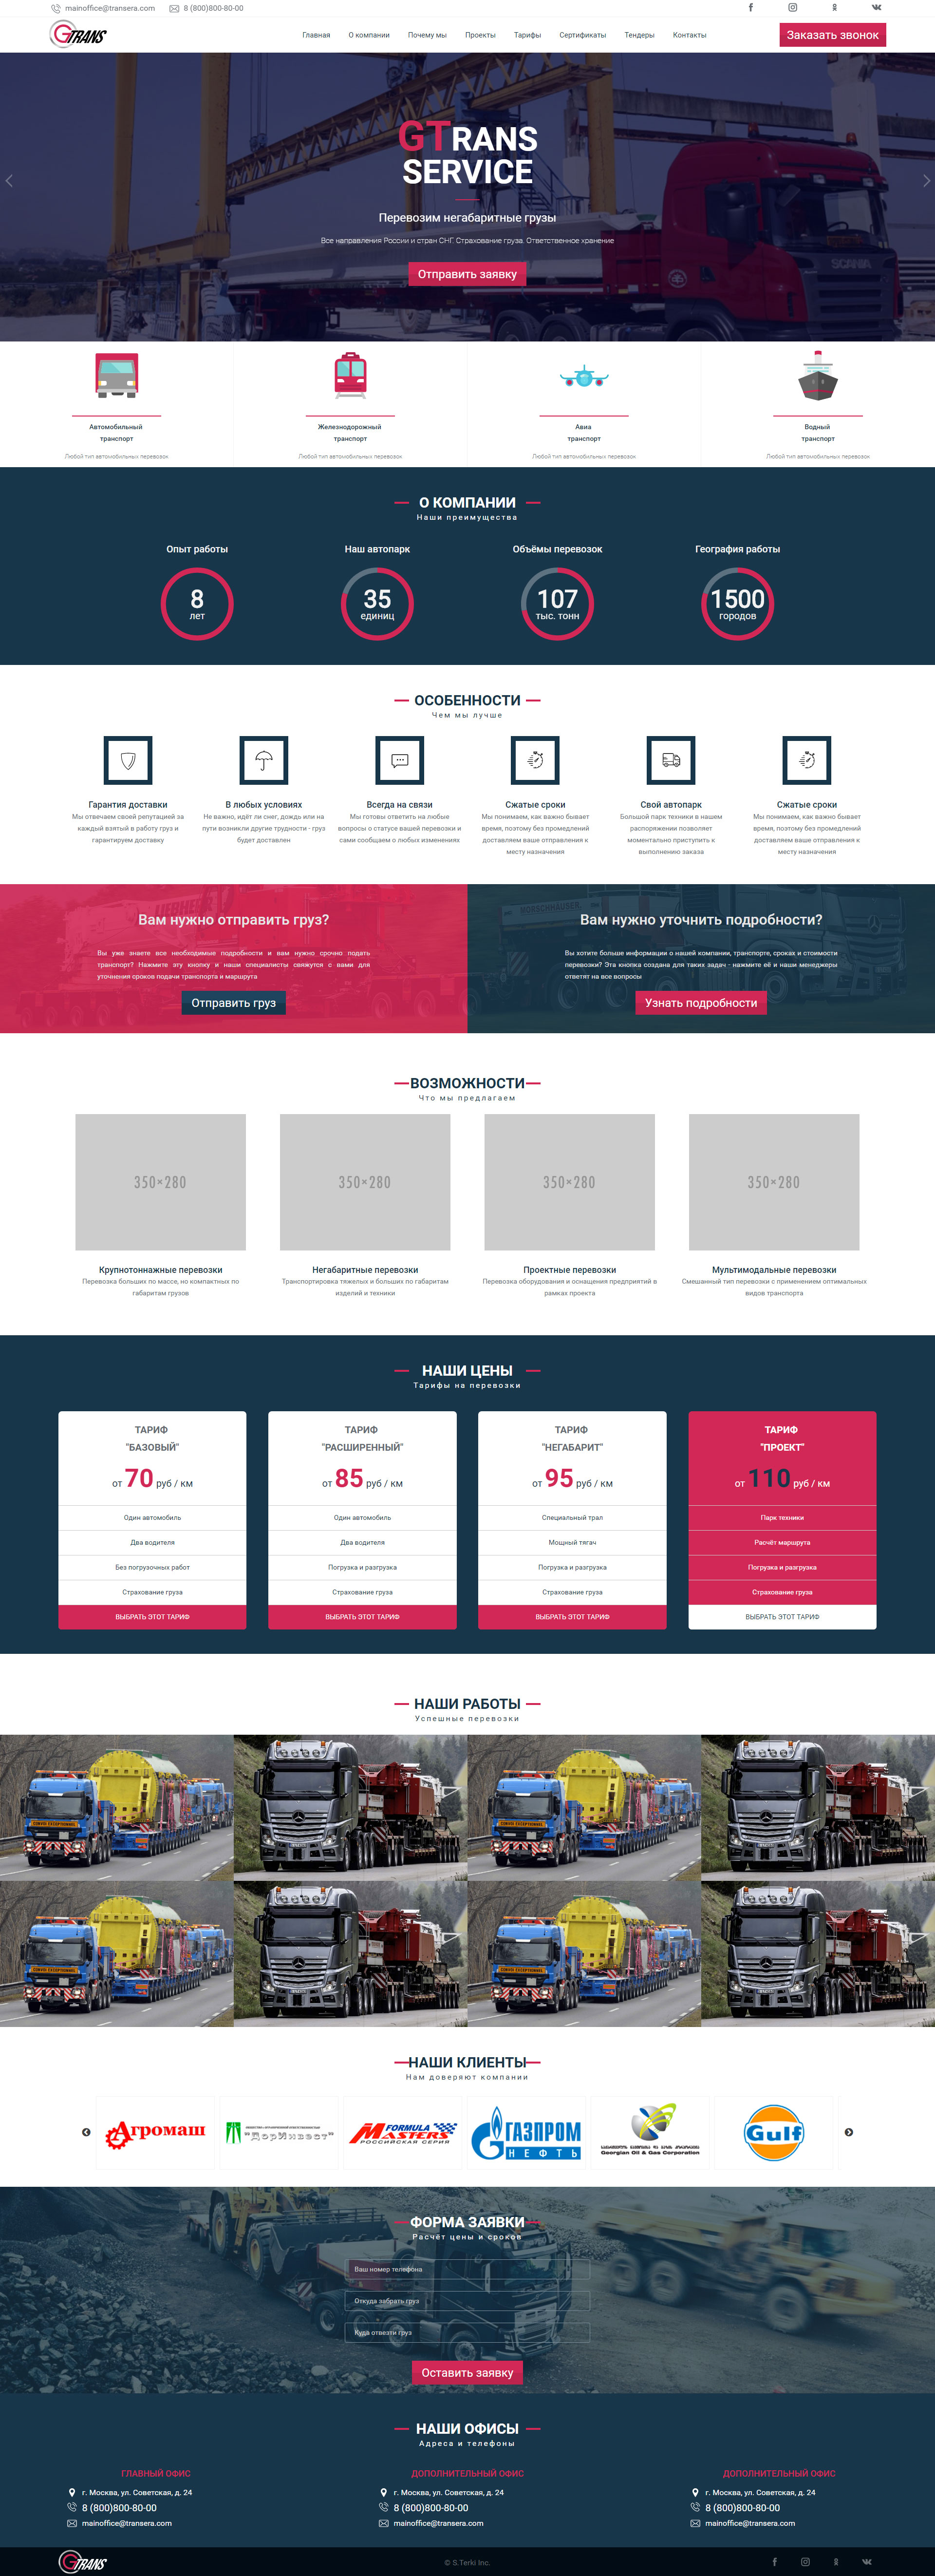 mainoffice@transera.com
8 (800)800-80-00
GTRANS
Главная
О компании
Почему мы
Проекты
Тарифы
Сертификаты
Тендеры
Контакты
Заказать звонок
GTRANS
SERVICE
Перевозим негабаритные грузы
Все направления России и стран СНГ. Страхование груза. Ответственное хранение
Отправить заявку
SCANIA
Автомобильный
транспорт
Любой тип автомобильных перевозок
Железнодорожный
транспорт
Любой тип автомобильных перевозок
Авиа
транспорт
Любой тип автомобильных перевозок
Водный
транспорт
Любой тип автомобильных перевозок
О КОМПАНИИ
Наши преимущества
Опыт работы
8
лет
Наш автопарк
35
единиц
Объёмы перевозок
107
тыс. тонн
География работы
1500
городов
ОСОБЕННОСТИ
Чем мы лучше
Гарантия доставки
Мы отвечаем своей репутацией за
каждый взятый в работу груз и
гарантируем доставку
В любых условиях
Не важно, идёт ли снег, дождь или на
пути возникли другие трудности - груз
будет доставлен
Всегда на связи
Мы готовы ответить на любые
вопросы о статусе вашей перевозки и
сами сообщаем о любых изменениях
Сжатые сроки
Мы понимаем, как важно бывает
время, поэтому без промедлений
доставляем ваше отправления к
месту назначения
Свой автопарк
Большой парк техники в нашем
распоряжении позволяет
моментально приступить к
выполнению заказа
Сжатые сроки
Мы понимаем, как важно бывает
время, поэтому без промедлений
доставляем ваше отправления к
месту назначения
Вам нужно отправить груз?
Вы уже знаете все необходимые подробности и вам нужно срочно подать
транспорт? Нажмите эту кнопку и наши специалисты свяжутся с вами для
уточнения сроков подачи транспорта и маршрута
Отправить груз
Вам нужно уточнить подробности?
Вы хотите больше информации о нашей компании, транспорте, сроках и стоимости
перевозки? Эта кнопка создана для таких задач - нажмите её и наши менеджеры
ответят на все вопросы
Узнать подробности
ВОЗМОЖНОСТИ
Что мы предлагаем
350×280
350×280
350×280
350×280
Крупнотоннажные перевозки
Перевозка больших по массе, но компактных по
габаритам грузов
Негабаритные перевозки
Транспортировка тяжелых и больших по габаритам
изделий и техники
Проектные перевозки
Перевозка оборудования и оснащения предприятий в
рамках проекта
Мультимодальные перевозки
Смешанный тип перевозки с применением оптимальных
видов транспорта
НАШИ ЦЕНЫ
Тарифы на перевозки
ТАРИФ
"БАЗОВЫЙ"
от 70 руб / км
Один автомобиль
Два водителя
Без погрузочных работ
Страхование груза
ВЫБРАТЬ ЭТОТ ТАРИФ
ТАРИФ
"РАСШИРЕННЫЙ"
от 85 руб / км
Один автомобиль
Два водителя
Погрузка и разгрузка
Страхование груза
ВЫБРАТЬ ЭТОТ ТАРИФ
ТАРИФ
"НЕГАБАРИТ"
от 95 руб / км
Специальный трал
Мощный тягач
Погрузка и разгрузка
Страхование груза
ВЫБРАТЬ ЭТОТ ТАРИФ
ТАРИФ
"ПРОЕКТ"
от 110 руб / км
Парк техники
Расчёт маршрута
Погрузка и разгрузка
Страхование груза
ВЫБРАТЬ ЭТОТ ТАРИФ
НАШИ РАБОТЫ
Успешные перевозки
НАШИ КЛИЕНТЫ
Нам доверяют компании
Агромаш
"ДорИнвест"
FORMULA
MASTERS
РОССИЙСКАЯ СЕРИЯ
ГАЗПРОМ
НЕФТЬ
Georgian Oil & Gas Corporation
Gulf
ФОРМА ЗАЯВКИ
Расчёт цены и сроков
Ваш номер телефона
Откуда забрать груз
Куда отвезти груз
Оставить заявку
НАШИ ОФИСЫ
Адреса и телефоны
ГЛАВНЫЙ ОФИС
г. Москва, ул. Советская, д. 24
8 (800)800-80-00
mainoffice@transera.com
ДОПОЛНИТЕЛЬНЫЙ ОФИС
г. Москва, ул. Советская, д. 24
8 (800)800-80-00
mainoffice@transera.com
ДОПОЛНИТЕЛЬНЫЙ ОФИС
г. Москва, ул. Советская, д. 24
8 (800)800-80-00
mainoffice@transera.com
GTRANS
© S.Terki Inc.